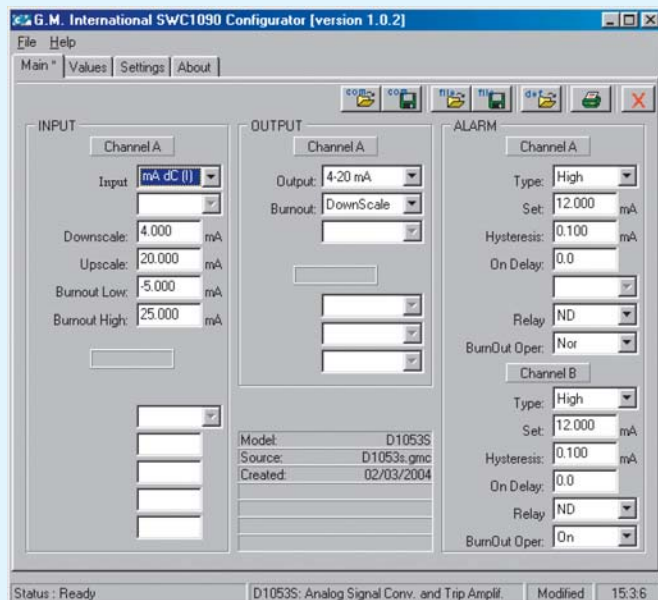 G.M. International SWC1090 Configurator [version 1.0.2]
File Help
Main * Values Settings About
com com file file def
INPUT
Channel A
Input mA dC (I)
Downscale: 4.000 mA
Upscale: 20.000 mA
Burnout Low: -5.000 mA
Burnout High: 25.000 mA
OUTPUT
Channel A
Output: 4-20 mA
Burnout: DownScale
Model: D1053S
Source: D1053s.gmc
Created: 02/03/2004
ALARM
Channel A
Type: High
Set: 12.000 mA
Hysteresis: 0.100 mA
On Delay: 0.0
Relay ND
BurnOut Oper: Nor
Channel B
Type: High
Set: 12.000 mA
Hysteresis: 0.100 mA
On Delay: 0.0
Relay ND
BurnOut Oper: On
Status : Ready D1053S: Analog Signal Conv. and Trip Amplif. Modified 15:3:6